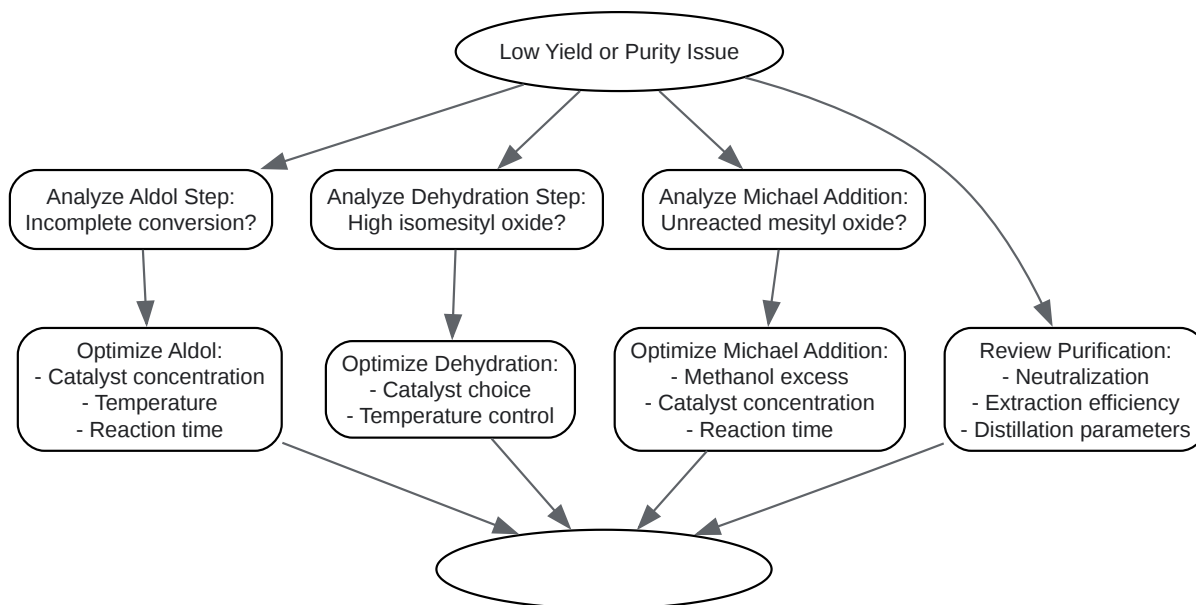 Low Yield or Purity Issue
Analyze Aldol Step:
Incomplete conversion?
Analyze Dehydration Step:
High isomesityl oxide?
Analyze Michael Addition:
Unreacted mesityl oxide?
Optimize Aldol:
- Catalyst concentration
- Temperature
- Reaction time
Optimize Dehydration:
- Catalyst choice
- Temperature control
Optimize Michael Addition:
- Methanol excess
- Catalyst concentration
- Reaction time
Review Purification:
- Neutralization
- Extraction efficiency
- Distillation parameters